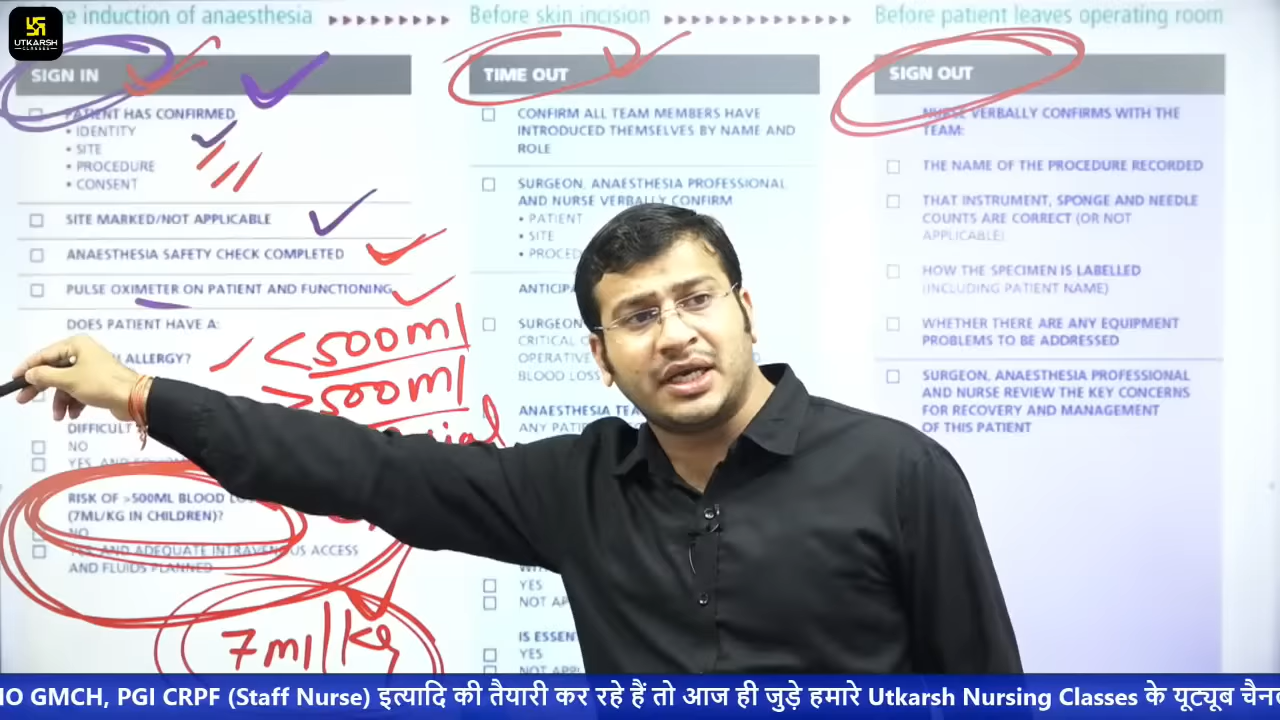 UTKARSH
CLASSES
induction of anaesthesia
Before skin incision
Before patient leaves operating room
SIGN IN
PATIENT HAS CONFIRMED
• IDENTITY
• SITE
• PROCEDURE
• CONSENT
SITE MARKED/NOT APPLICABLE
ANAESTHESIA SAFETY CHECK COMPLETED
PULSE OXIMETER ON PATIENT AND FUNCTIONING
DOES PATIENT HAVE A:
ALLERGY?
<500ml
>500ml
DIFFICULT
NO
YES, AND
RISK OF >500ML BLOOD
(7ML/KG IN CHILDREN)?
NO
YES, AND ADEQUATE INTRAVENOUS ACCESS
AND FLUIDS PLANNED
7ml/kg
TIME OUT
CONFIRM ALL TEAM MEMBERS HAVE
INTRODUCED THEMSELVES BY NAME AND
ROLE
SURGEON, ANAESTHESIA PROFESSIONAL
AND NURSE VERBALLY CONFIRM
• PATIENT
• SITE
SURGEON
CRITICAL
OPERATIVE
BLOOD LOSS
ANAESTHESIA
ANY
YES
NOT
YES
NOT
SIGN OUT
NURSE VERBALLY CONFIRMS WITH THE
TEAM:
THE NAME OF THE PROCEDURE RECORDED
THAT INSTRUMENT, SPONGE AND NEEDLE
COUNTS ARE CORRECT (OR NOT
APPLICABLE)
HOW THE SPECIMEN IS LABELLED
(INCLUDING PATIENT NAME)
WHETHER THERE ARE ANY EQUIPMENT
PROBLEMS TO BE ADDRESSED
SURGEON, ANAESTHESIA PROFESSIONAL
AND NURSE REVIEW THE KEY CONCERNS
FOR RECOVERY AND MANAGEMENT
OF THIS PATIENT
GMCH, PGI CRPF (Staff Nurse) इत्यादि की तैयारी कर रहे हैं तो आज ही जुड़े हमारे Utkarsh Nursing Classes के यूट्यूब